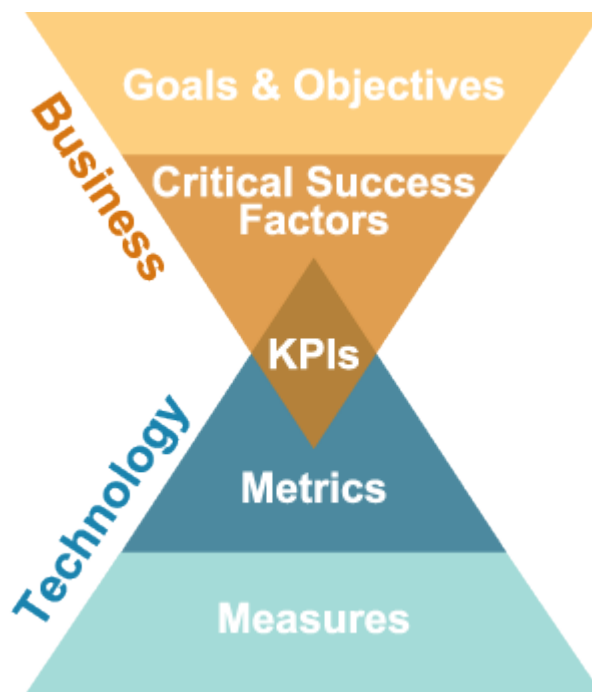 Goals & Objectives
Business
Critical Success
Factors
KPIs
Technology
Metrics
Measures